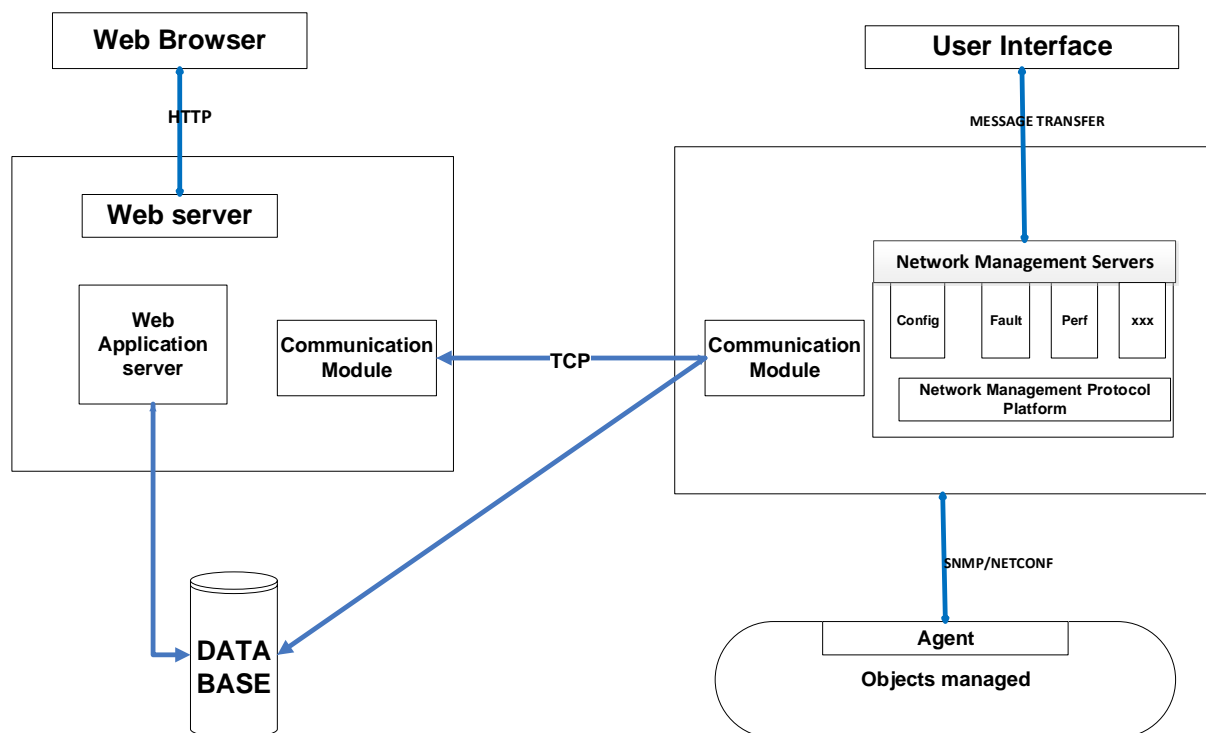 Web Browser
User Interface
HTTP
MESSAGE TRANSFER
Web server
Network Management Servers
Config
Fault
Perf
xxx
Web
Application
server
Communication
Module
TCP
Communication
Module
Network Management Protocol
Platform
SNMP/NETCONF
DATA
BASE
Agent
Objects managed